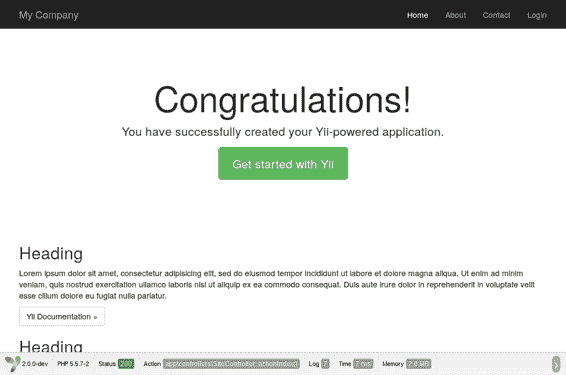 My Company Home About Contact Login
Congratulations!
You have successfully created your Yii-powered application.
Get started with Yii
Heading
Lorem ipsum dolor sit amet, consectetur adipisicing elit, sed do eiusmod tempor incididunt ut labore et dolore magna aliqua. Ut enim ad minim
veniam, quis nostrud exercitation ullamco laboris nisi ut aliquip ex ea commodo consequat. Duis aute irure dolor in reprehenderit in voluptate velit
esse cillum dolore eu fugiat nulla pariatur.
Yii Documentation »
Heading
2.0.0-dev PHP 5.5.7-2 Status 200 Action app\controllers\SiteController::actionIndex() Log Time Memory